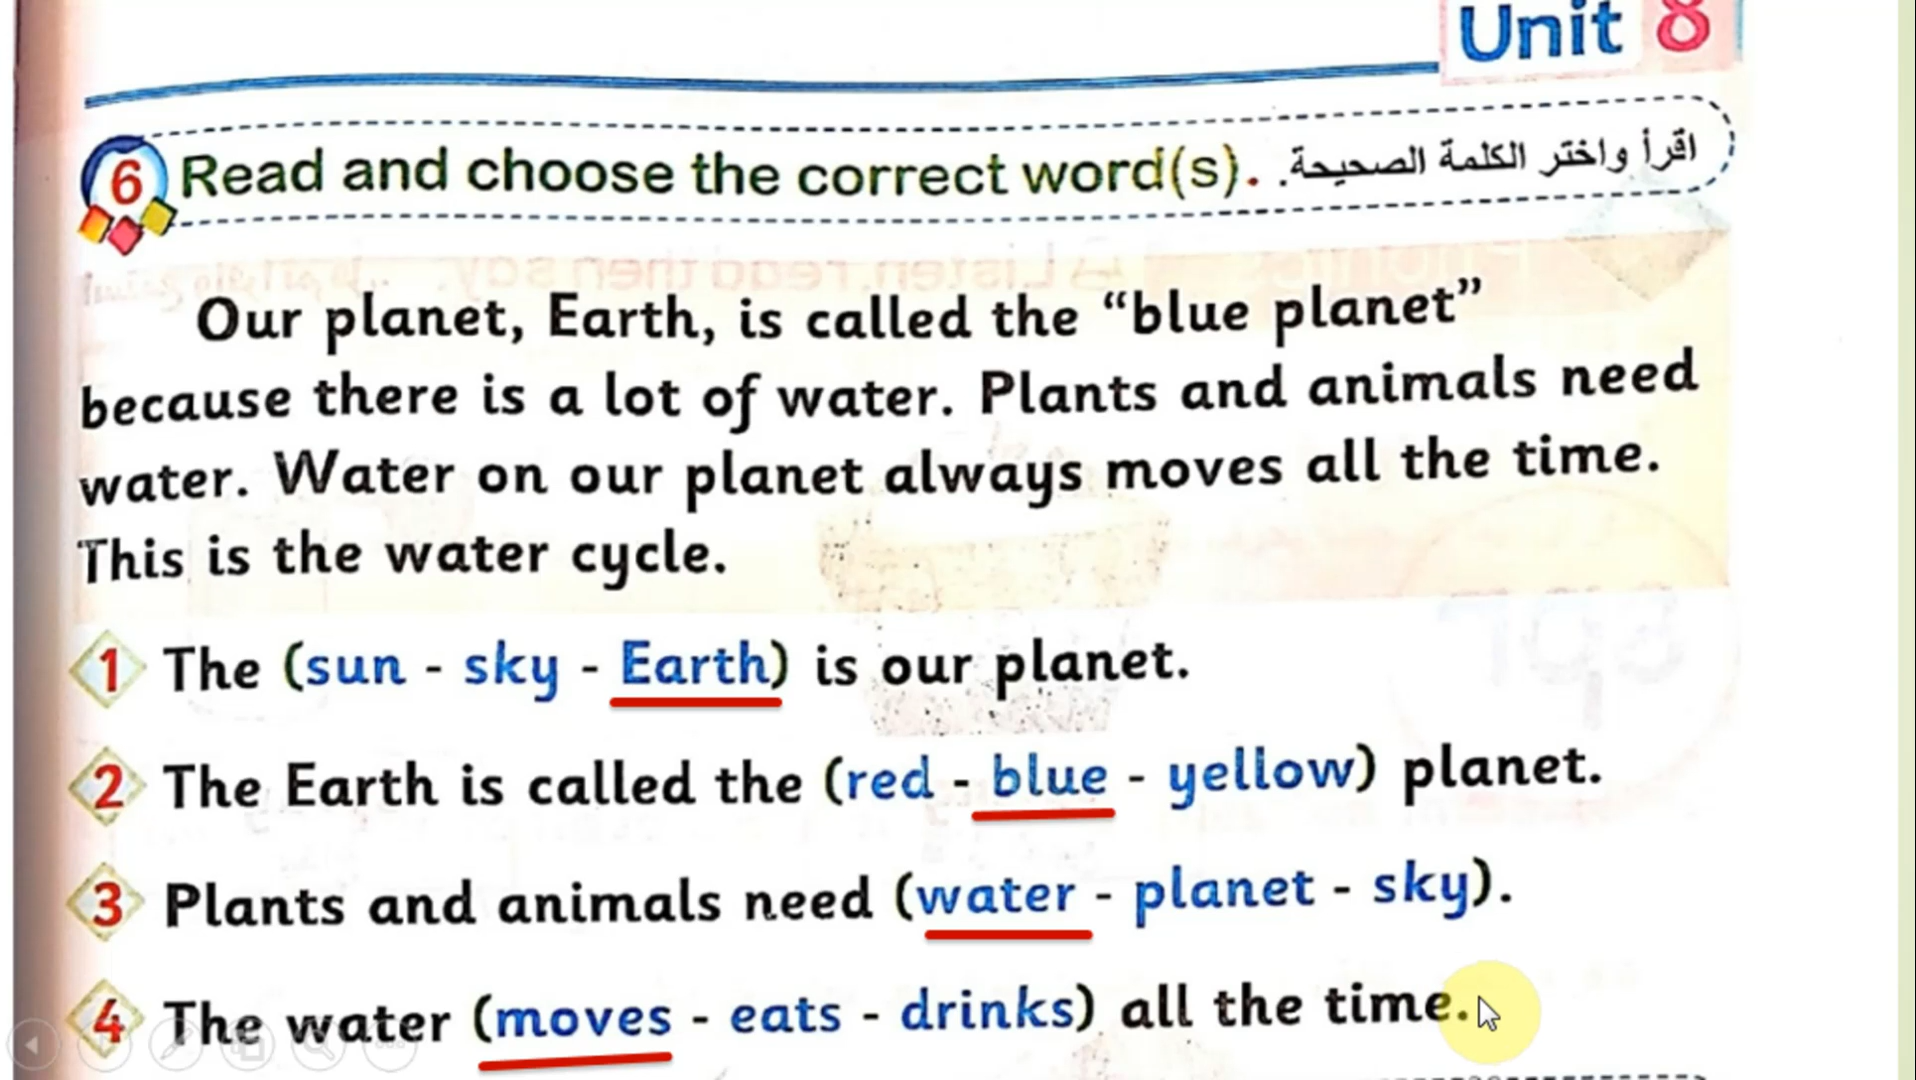 Unit 8
6 Read and choose the correct word(s). اقرأ واختر الكلمة الصحيحة.
Our planet, Earth, is called the “blue planet”
because there is a lot of water. Plants and animals need
water. Water on our planet always moves all the time.
This is the water cycle.
1 The (sun - sky - Earth) is our planet.
2 The Earth is called the (red - blue - yellow) planet.
3 Plants and animals need (water - planet - sky).
4 The water (moves - eats - drinks) all the time.